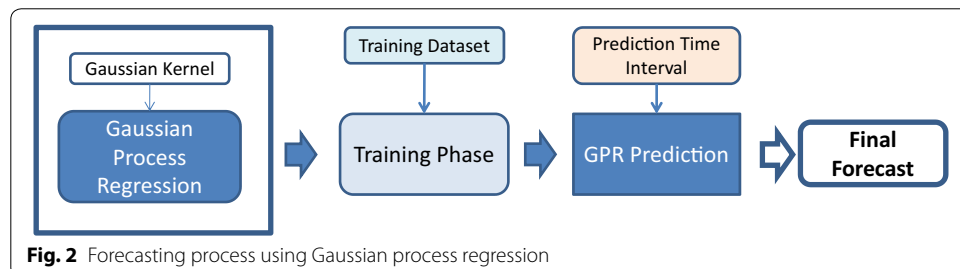 Gaussian Kernel
Gaussian
Process
Regression
Training Dataset
Training Phase
Prediction Time
Interval
GPR Prediction
Final
Forecast
Fig. 2 Forecasting process using Gaussian process regression